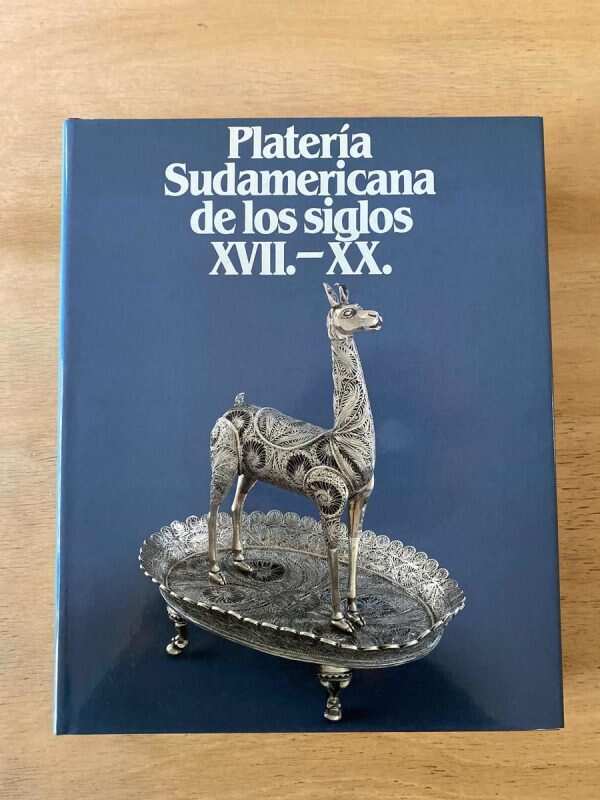 Platería
Sudamericana
de los siglos
XVII.–XX.